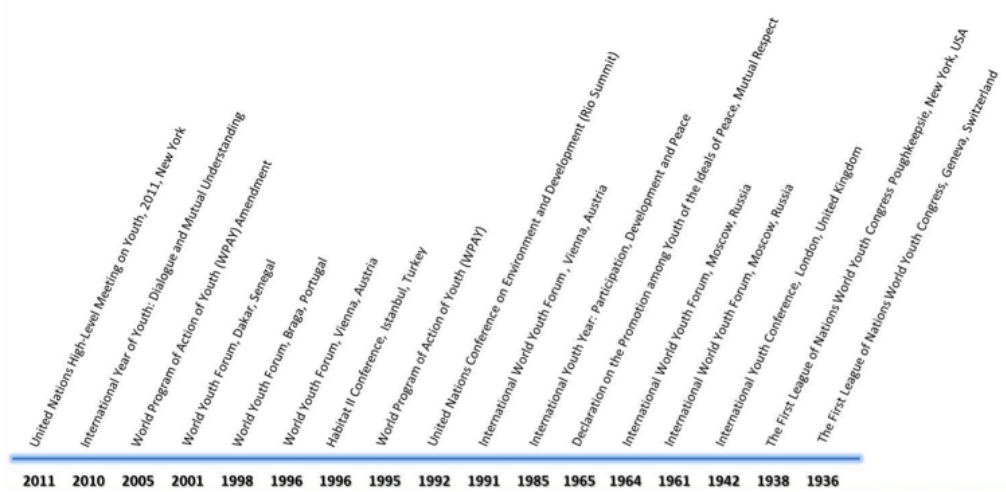 United Nations High-Level Meeting on Youth, 2011, New York
International Year of Youth: Dialogue and Mutual Understanding
World Program of Action of Youth (WPAY) Amendment
World Youth Forum, Dakar, Senegal
World Youth Forum, Braga, Portugal
World Youth Forum, Vienna, Austria
Habitat II Conference, Istanbul, Turkey
World Program of Action of Youth (WPAY)
United Nations Conference on Environment and Development (Rio Summit)
International World Youth Forum , Vienna, Austria
International Youth Year: Participation, Development and Peace
Declaration on the Promotion among Youth of the Ideals of Peace, Mutual Respect
International World Youth Forum, Moscow, Russia
International World Youth Forum, Moscow, Russia
International Youth Conference, London, United Kingdom
The First League of Nations World Youth Congress Poughkeepsie, New York, USA
The First League of Nations World Youth Congress, Geneva, Switzerland
2011 2010 2005 2001 1998 1996 1996 1995 1992 1991 1985 1965 1964 1961 1942 1938 1936